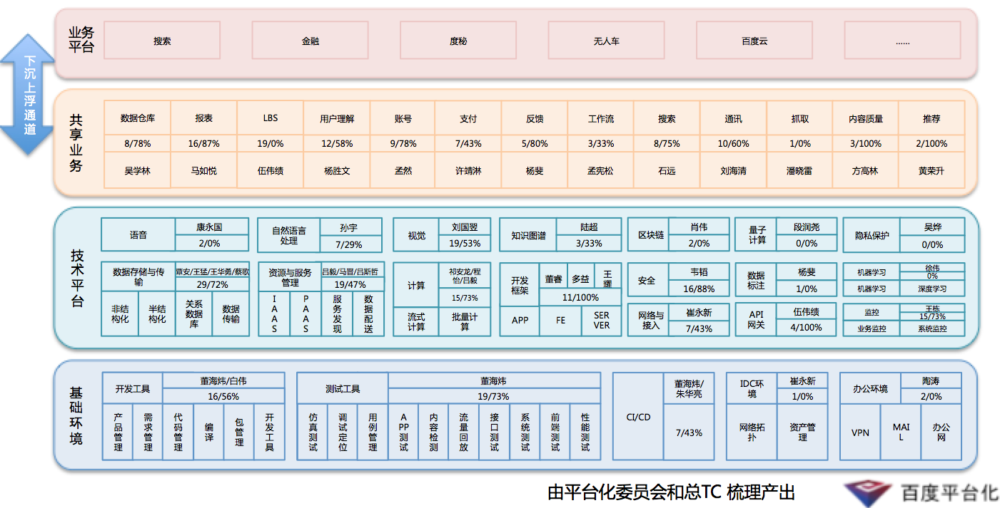 业务
平台
搜索
金融
度秘
无人车
百度云
......
下沉上浮通道
共享业务
数据仓库 报表 LBS 用户理解 账号 支付 反馈 工作流 搜索 通讯 抓取 内容质量 推荐
8/78% 16/87% 19/0% 12/58% 9/78% 7/43% 5/80% 3/33% 8/75% 10/60% 1/0% 3/100% 2/100%
吴学林 马如悦 伍伟绩 杨胜文 孟然 许靖淋 杨斐 孟宪松 石远 刘海清 潘晓雷 方高林 黄荣升
技术平台
语音
康永国
2/0%
自然语言
处理
孙宇
7/29%
视觉
刘国翌
19/53%
知识图谱
陆超
3/33%
区块链
肖伟
2/0%
量子
计算
段润尧
0/0%
隐私保护
吴烨
0/0%
数据存储与传
输
覃安/王猛/王华勇/蔡歌
29/72%
非结
构化
半结
构化
关系
数据
库
数据
传输
资源与服务
管理
吕毅/马晋/吕斯哲
19/47%
IAAS
PAAS
服务发现
数据配送
计算
祁安龙/程
怡/吕毅
15/73%
流式
计算
批量计
算
开发
框架
董睿
多益
王
耀
11/100%
APP
FE
SER
VER
安全
韦韬
16/88%
网络与
接入
崔永新
7/43%
数据
标注
杨斐
1/0%
API
网关
伍伟绩
4/100%
机器学习
徐伟
0%
机器学习
深度学习
监控
王栋
15/73%
业务监控
系统监控
基础环境
开发工具
董海炜/白伟
16/56%
产品管理
需求管理
代码管理
编译
包管理
开发工具
测试工具
董海炜
19/73%
仿真测试
调试定位
用例管理
APP测试
内容检测
流量回放
接口测试
系统测试
前端测试
性能测试
CI/CD
董海炜/
朱华亮
7/43%
IDC环
境
崔永新
1/0%
网络拓
扑
资产管
理
办公环境
陶涛
2/0%
VPN
MAI
L
办公
网
由平台化委员会和总TC 梳理产出
百度平台化